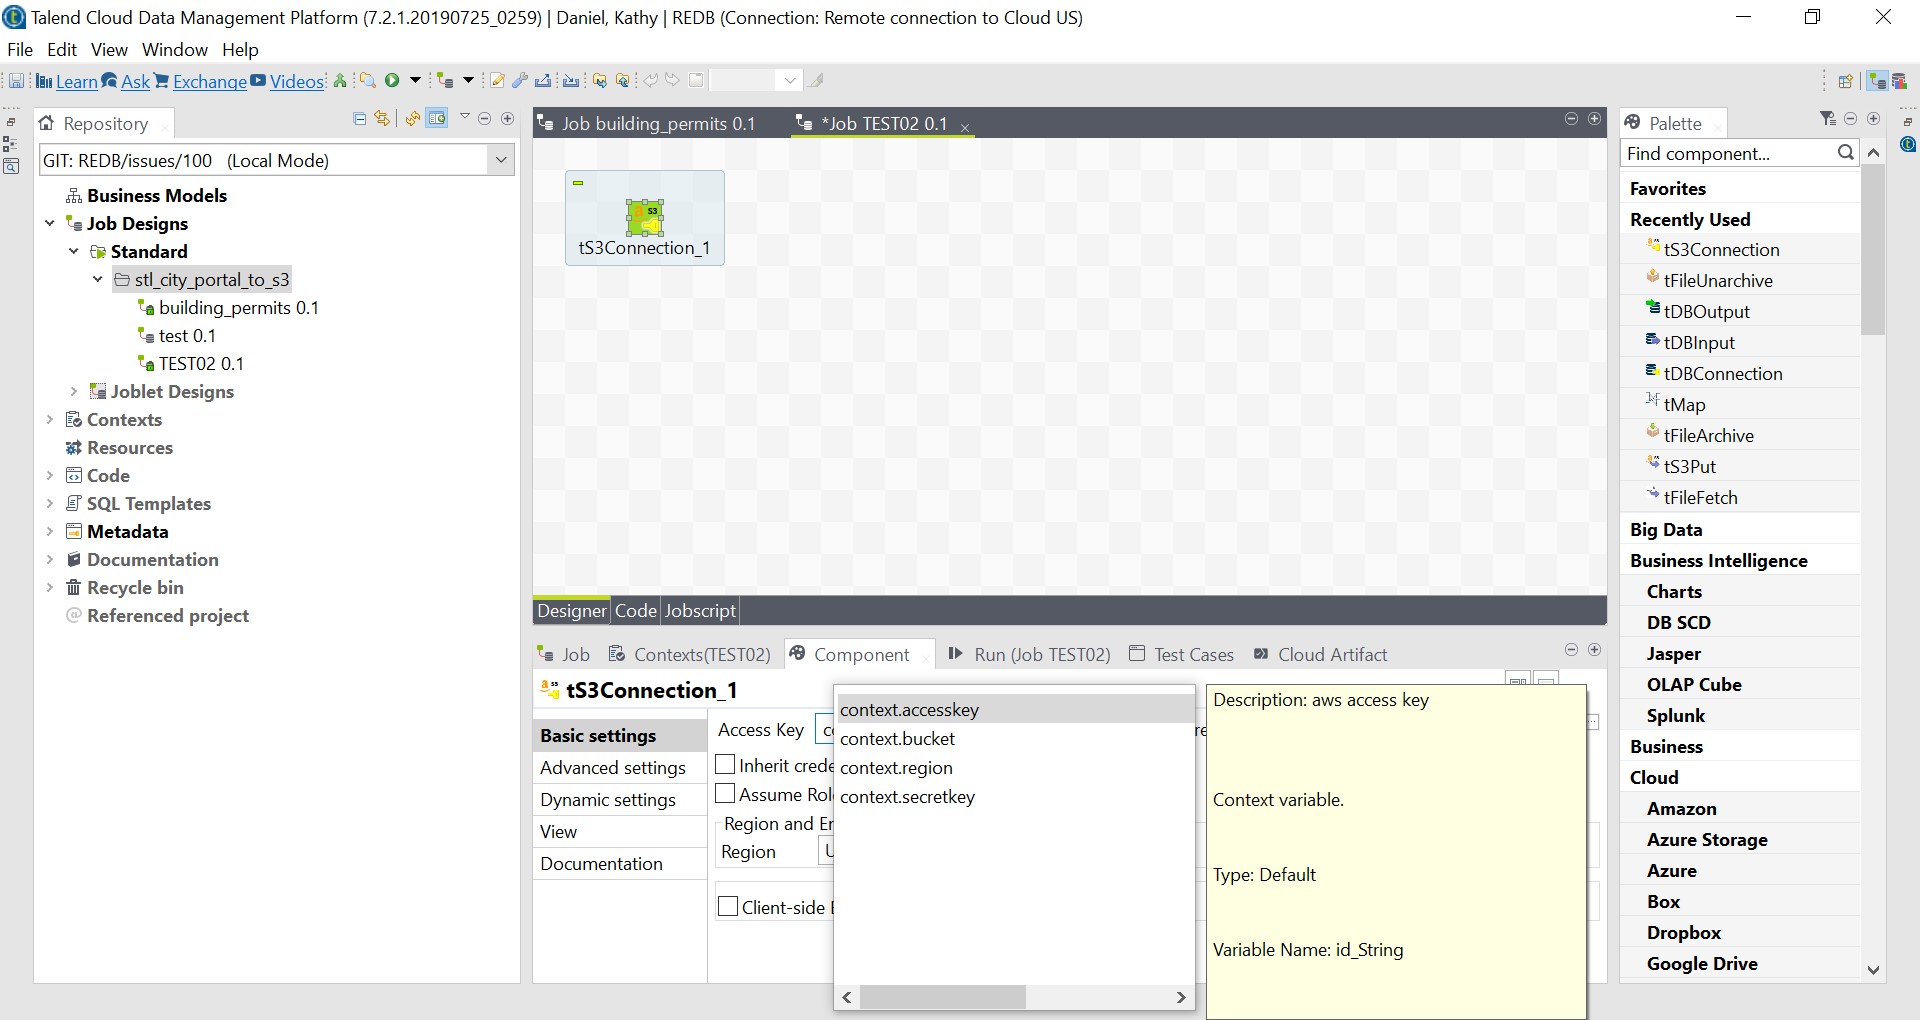 Talend Cloud Data Management Platform (7.2.1.20190725_0259) | Daniel, Kathy | REDB (Connection: Remote connection to Cloud US)
File Edit View Window Help
Learn Ask Exchange Videos
Repository
GIT: REDB/issues/100 (Local Mode)
Business Models
Job Designs
Standard
stl_city_portal_to_s3
building_permits 0.1
test 0.1
TEST02 0.1
Joblet Designs
Contexts
Resources
Code
SQL Templates
Metadata
Documentation
Recycle bin
Referenced project
Job building_permits 0.1
*Job TEST02 0.1
a s3
tS3Connection_1
Designer Code Jobscript
Job Contexts(TEST02) Component Run (Job TEST02) Test Cases Cloud Artifact
tS3Connection_1
Basic settings
Advanced settings
Dynamic settings
View
Documentation
Access Key
Inherit crede
Assume Rol
Region and
Region U
Client-side
context.accesskey
context.bucket
context.region
context.secretkey
Description: aws access key
Context variable.
Type: Default
Variable Name: id_String
Palette
Find component...
Favorites
Recently Used
tS3Connection
tFileUnarchive
tDBOutput
tDBInput
tDBConnection
tMap
tFileArchive
tS3Put
tFileFetch
Big Data
Business Intelligence
Charts
DB SCD
Jasper
OLAP Cube
Splunk
Business
Cloud
Amazon
Azure Storage
Azure
Box
Dropbox
Google Drive